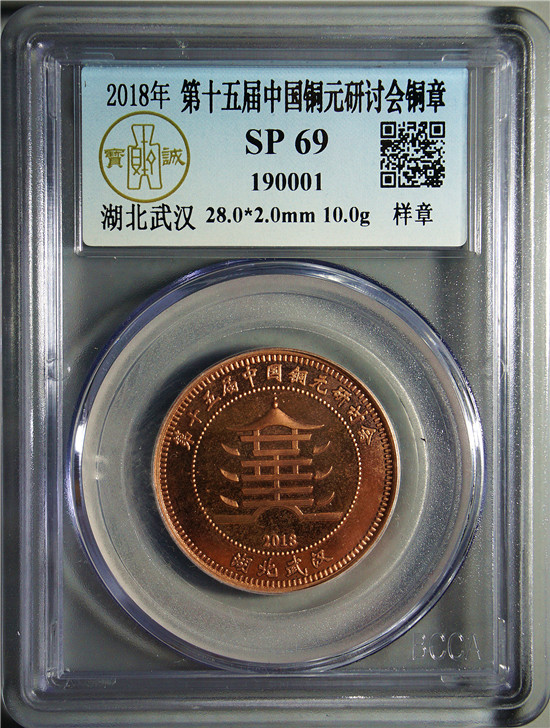 2018年 第十五届中国铜元研讨会铜章
SP 69
190001
寶 誠
湖北武汉 28.0*2.0mm 10.0g 样章
第十五届中国铜元研讨会
2018
湖北武汉
BCCA